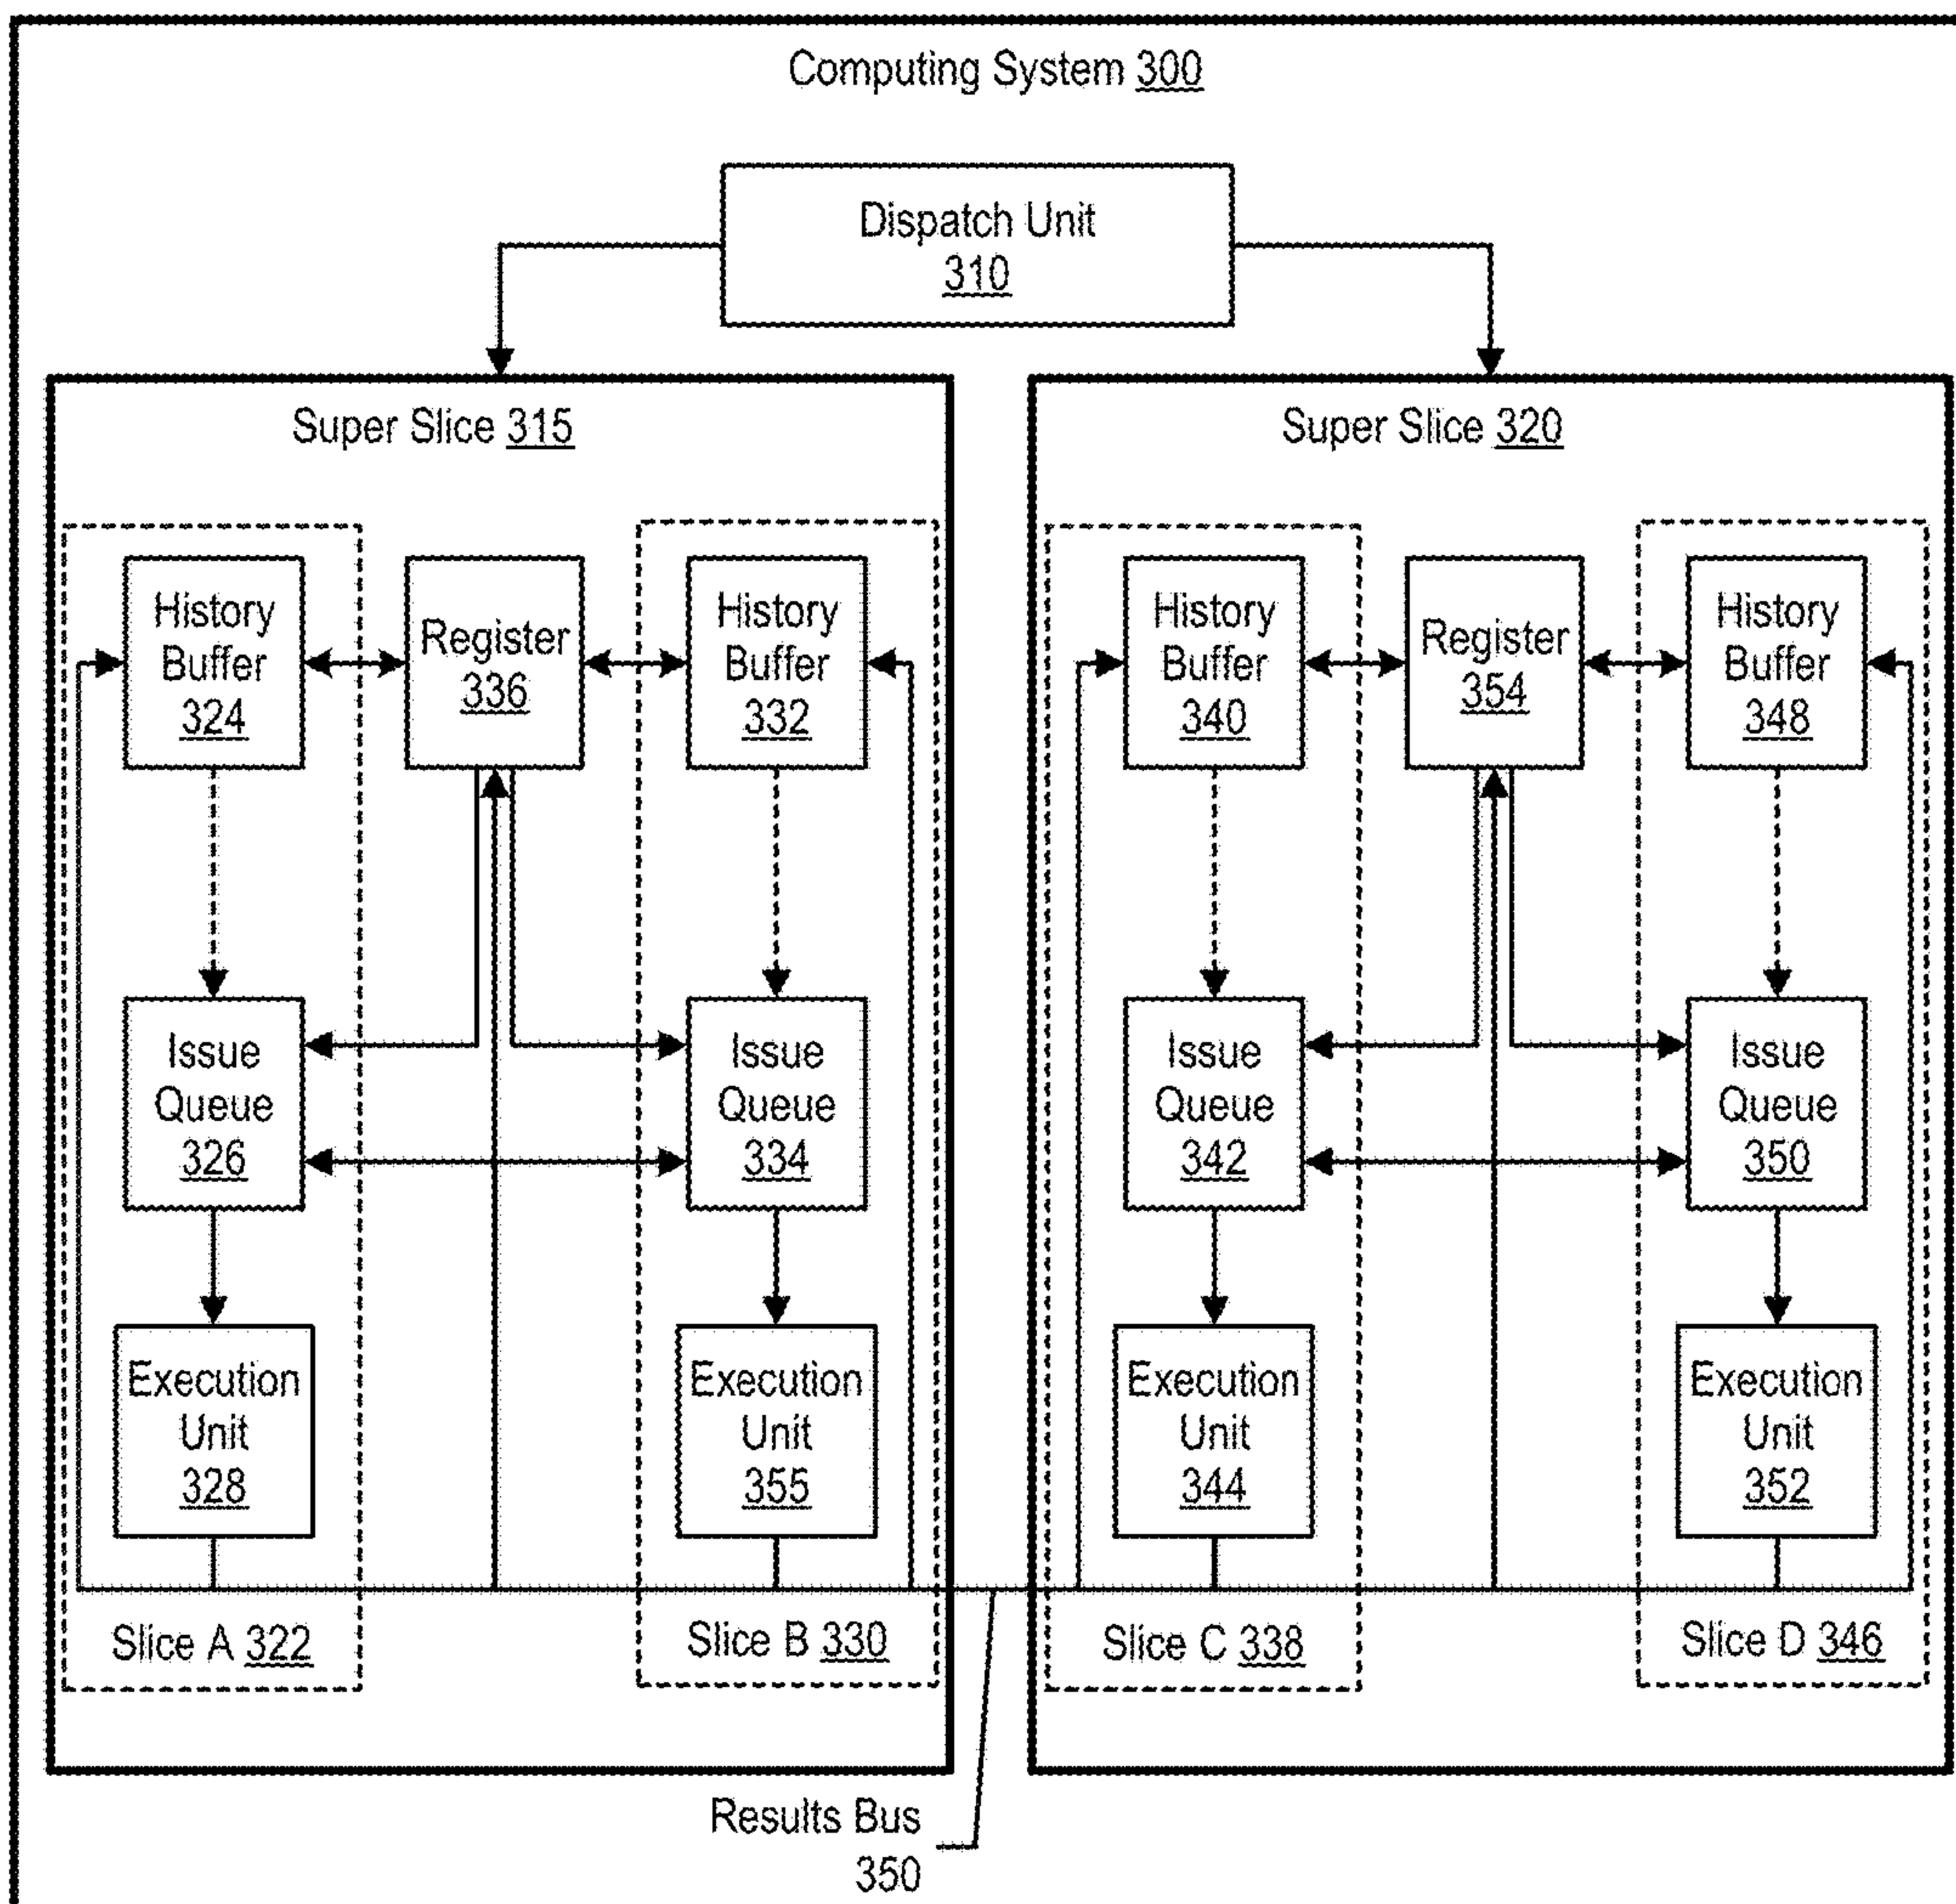 Computing System 300
Dispatch Unit
310
Super Slice 315
Super Slice 320
History
Buffer
324
Register
336
History
Buffer
332
History
Buffer
340
Register
354
History
Buffer
348
Issue
Queue
326
Issue
Queue
334
Issue
Queue
342
Issue
Queue
350
Execution
Unit
328
Execution
Unit
355
Execution
Unit
344
Execution
Unit
352
Slice A 322
Slice B 330
Slice C 338
Slice D 346
Results Bus
350